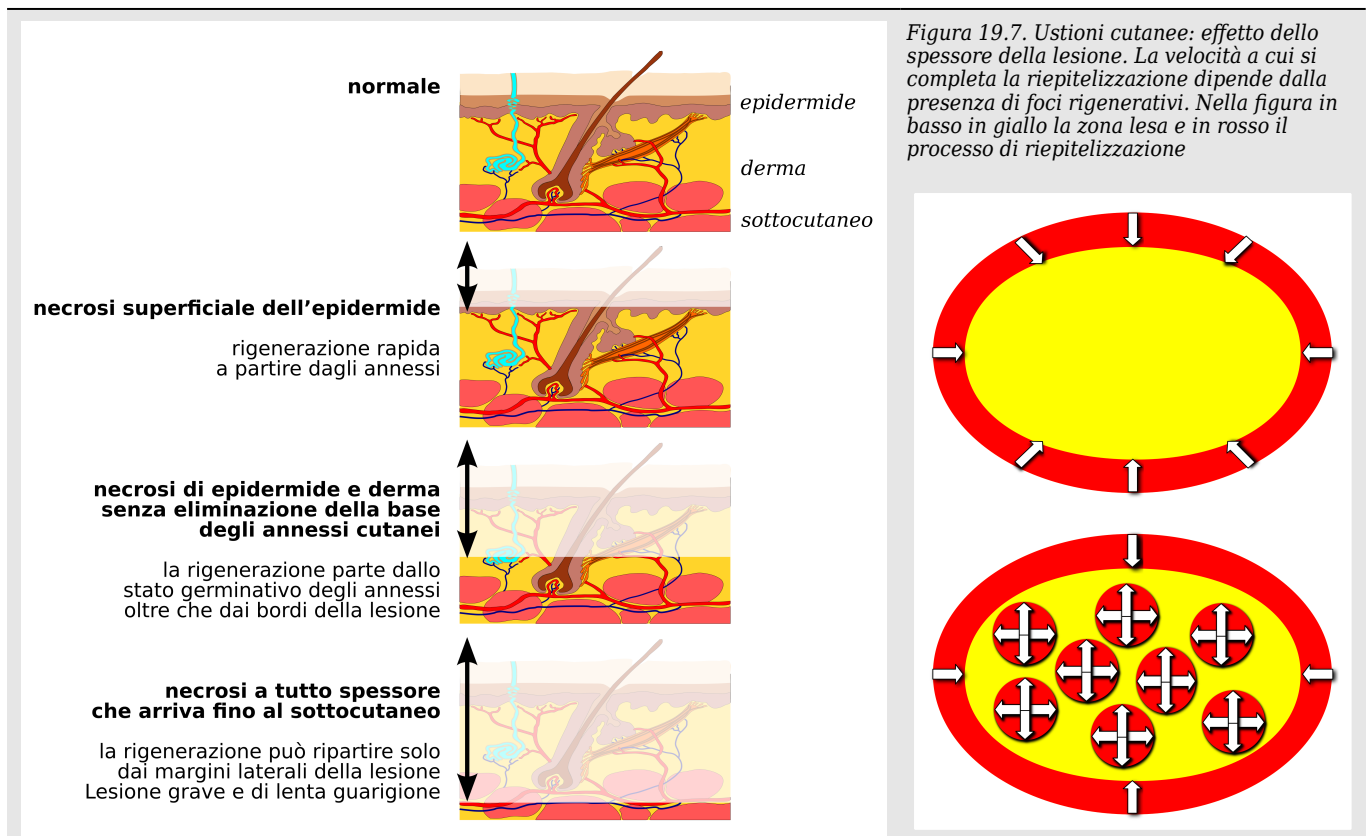 normale
epidermide
derma
sottocutaneo
necrosi superficiale dell’epidermide
rigenerazione rapida
a partire dagli annessi
necrosi di epidermide e derma
senza eliminazione della base
degli annessi cutanei
la rigenerazione parte dallo
stato germinativo degli annessi
oltre che dai bordi della lesione
necrosi a tutto spessore
che arriva fino al sottocutaneo
la rigenerazione può ripartire solo
dai margini laterali della lesione
Lesione grave e di lenta guarigione
Figura 19.7. Ustioni cutanee: effetto dello
spessore della lesione. La velocità a cui si
completa la riepitelizzazione dipende dalla
presenza di foci rigenerativi. Nella figura in
basso in giallo la zona lesa e in rosso il
processo di riepitelizzazione